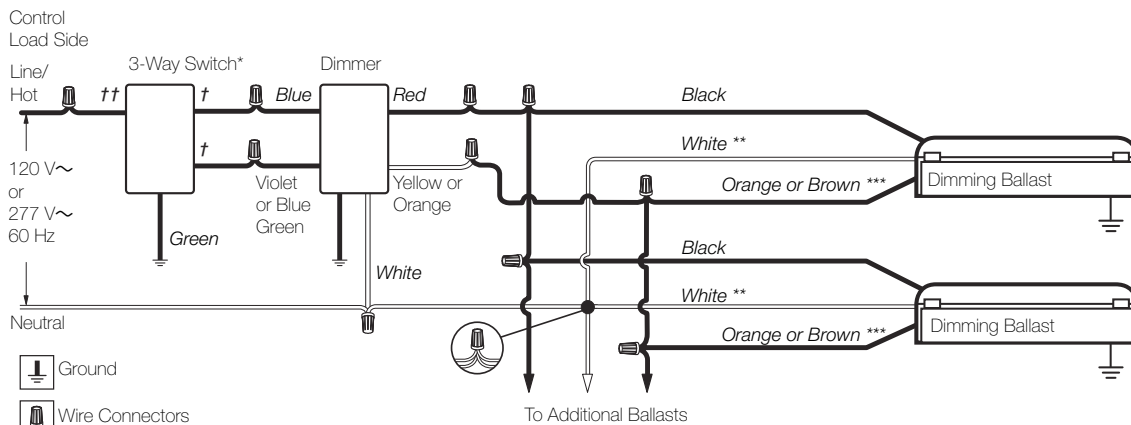 Control
Load Side
Line/
Hot
3-Way Switch*
Dimmer
††
†
Blue
Red
Black
White **
†
120 V~
or
277 V~
60 Hz
Violet
or Blue
Green
Yellow or
Orange
Orange or Brown ***
Dimming Ballast
Green
White
Black
White **
Neutral
Orange or Brown ***
Dimming Ballast
Ground
Wire Connectors
To Additional Ballasts